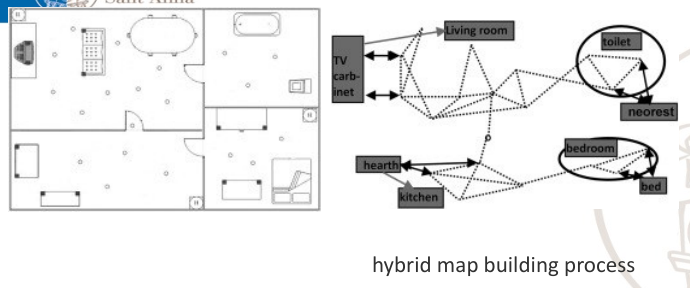 Sant'Anna
Living room
TV
carb-
inet
toilet
neorest
bedroom
hearth
bed
kitchen
hybrid map building process